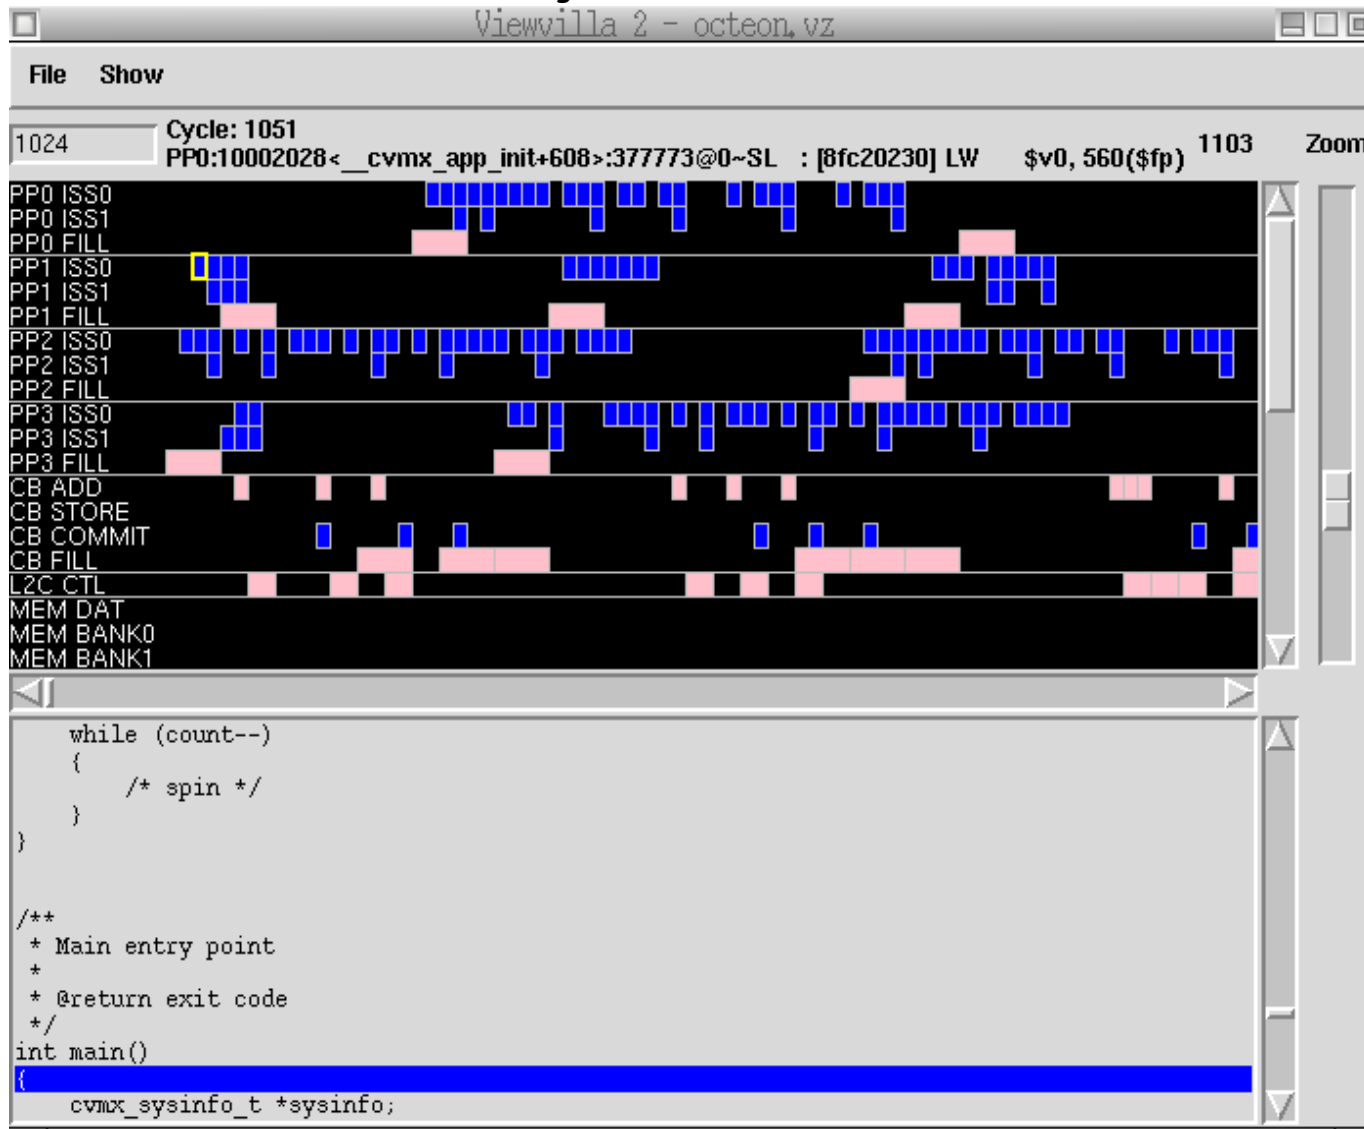 Viewvilla 2 - octeon.vz
File Show
1024 Cycle: 1051 1103 Zoom
PP0:10002028<__cvmx_app_init+608>:377773@0~SL : [8fc20230] LW $v0, 560($fp)
PP0 ISS0
PP0 ISS1
PP0 FILL
PP1 ISS0
PP1 ISS1
PP1 FILL
PP2 ISS0
PP2 ISS1
PP2 FILL
PP3 ISS0
PP3 ISS1
PP3 FILL
CB ADD
CB STORE
CB COMMIT
CB FILL
L2C CTL
MEM DAT
MEM BANK0
MEM BANK1
while (count--)
{
/* spin */
}
}
/**
* Main entry point
*
* @return exit code
*/
int main()
{
cvmx_sysinfo_t *sysinfo;